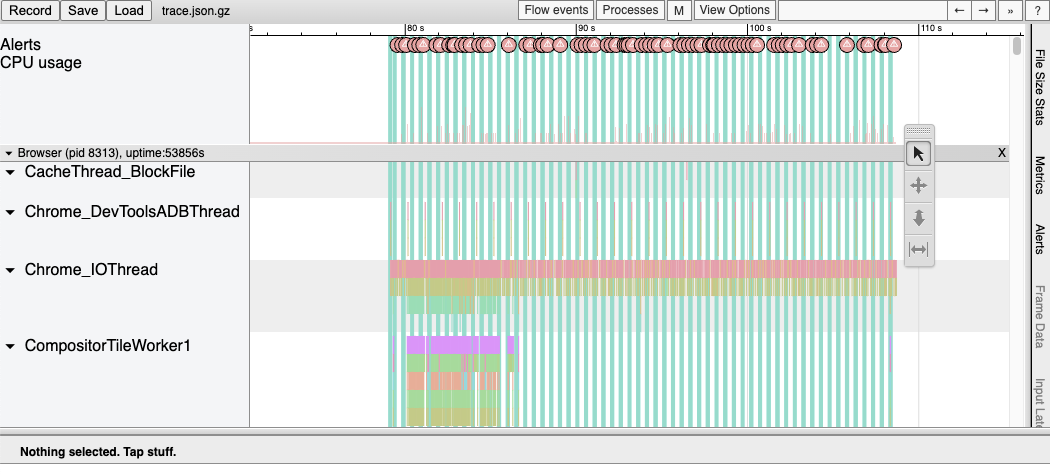 Record Save Load trace.json.gz Flow events Processes M View Options ← → » ?
80 s 90 s 100 s 110 s
Alerts
CPU usage
Browser (pid 8313), uptime:53856s X
CacheThread_BlockFile
Chrome_DevToolsADBThread
Chrome_IOThread
CompositorTileWorker1
File Size Stats
Metrics
Alerts
Frame Data
Input Late
Nothing selected. Tap stuff.